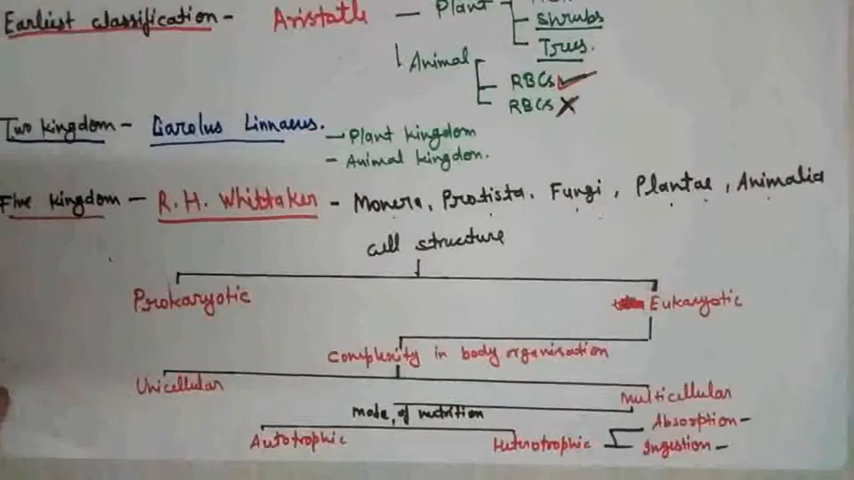 Earliest classification - Aristotle - Plant
Shrubs
Trees.
Animal
RBCs ✓
RBCs ✗
Two kingdom - Carolus Linnaeus. - Plant kingdom
- Animal kingdom.
Five kingdom - R.H. Whittaker - Monera, Protista, Fungi, Plantae, Animalia
cell structure
Prokaryotic Eukaryotic
Complexity in body organisation
Unicellular Multicellular
mode of nutrition
Autotrophic Heterotrophic
Absorption -
Ingestion -